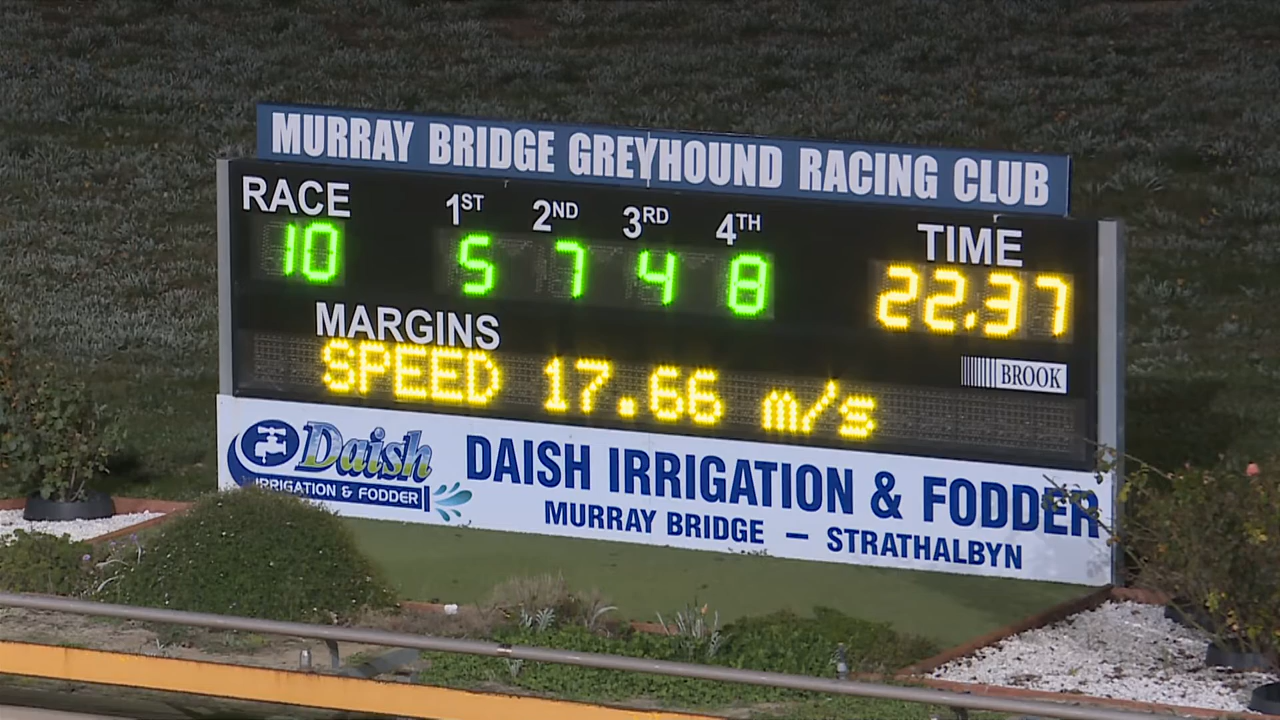 MURRAY BRIDGE GREYHOUND RACING CLUB
RACE 1ST 2ND 3RD 4TH TIME
10 5 7 4 8 22.37
MARGINS
SPEED 17.66 m/s
BROOK
Daish
IRRIGATION & FODDER
DAISH IRRIGATION & FODDER
MURRAY BRIDGE – STRATHALBYN